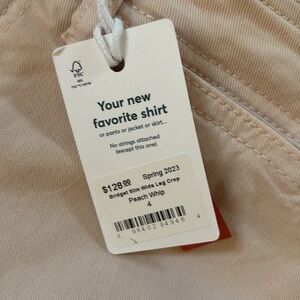 FSC
Your new
favorite shirt
or pants or jacket or skirt...
No strings attached
(except this one)
Spring 2023
$128.00
Bridget Slim Wide Leg Crop
Peach Whip
4